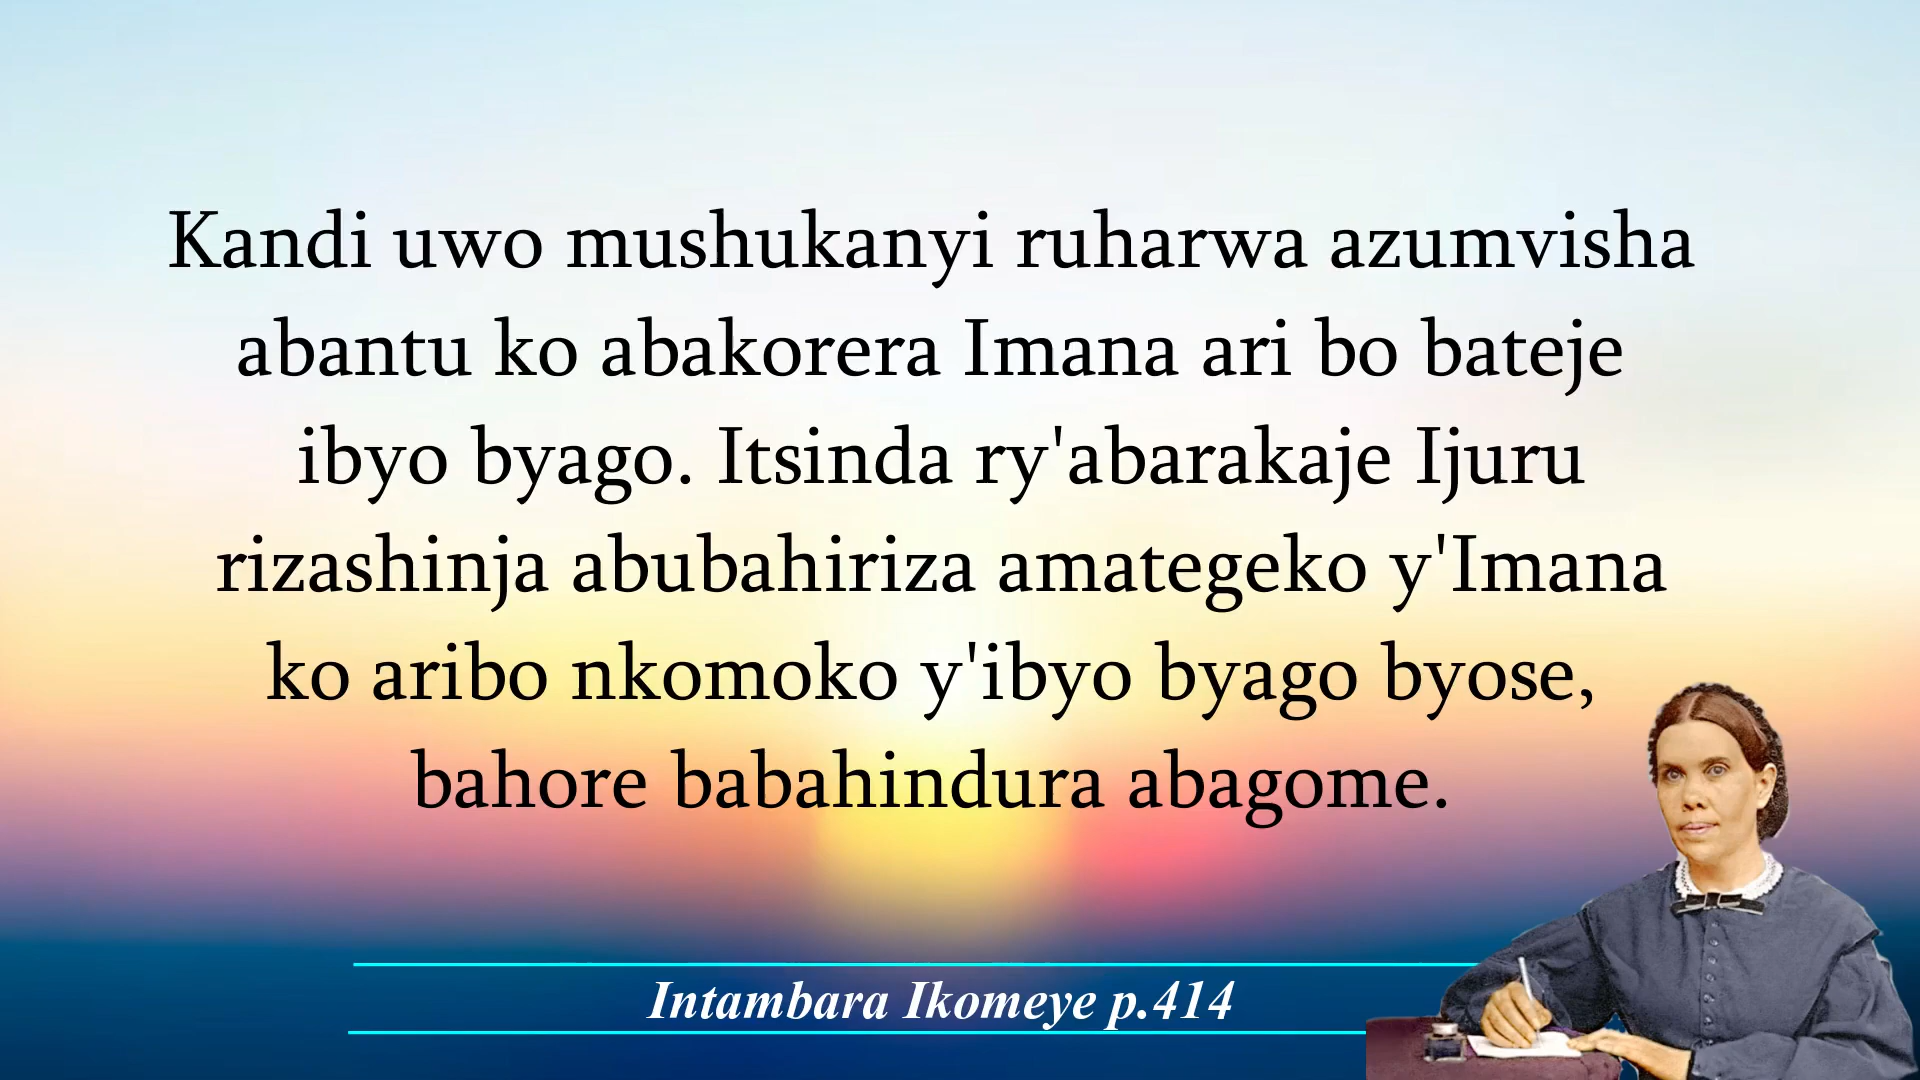 Kandi uwo mushukanyi ruharwa azumvisha
abantu ko abakorera Imana ari bo bateje
ibyo byago. Itsinda ry'abarakaje Ijuru
rizashinja abubahiriza amategeko y'Imana
ko aribo nkomoko y'ibyo byago byose,
bahore babahindura abagome.
Intambara Ikomeye p.414